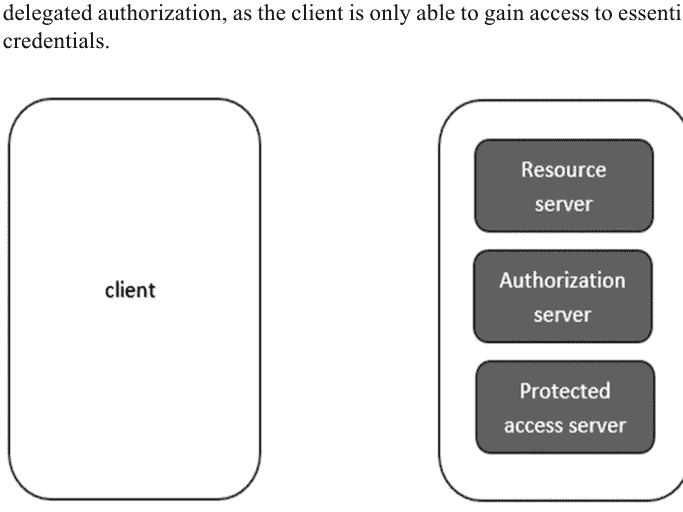 delegated authorization, as the client is only able to gain access to
credentials.
client
Resource
server
Authorization
server
Protected
access server